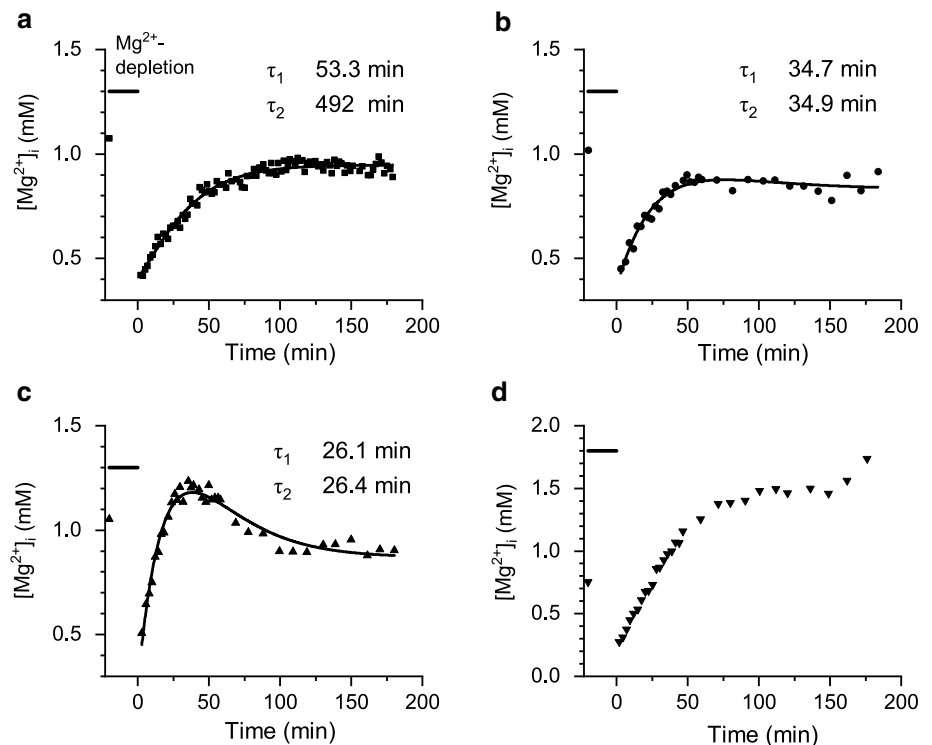 a
Mg²⁺-
depletion
τ₁ 53.3 min
τ₂ 492 min
[Mg²⁺]ᵢ (mM)
1.5
1.0
0.5
0 50 100 150 200
Time (min)
b
τ₁ 34.7 min
τ₂ 34.9 min
[Mg²⁺]ᵢ (mM)
1.5
1.0
0.5
0 50 100 150 200
Time (min)
c
τ₁ 26.1 min
τ₂ 26.4 min
[Mg²⁺]ᵢ (mM)
1.5
1.0
0.5
0 50 100 150 200
Time (min)
d
[Mg²⁺]ᵢ (mM)
2.0
1.5
1.0
0.5
0.0
0 50 100 150 200
Time (min)